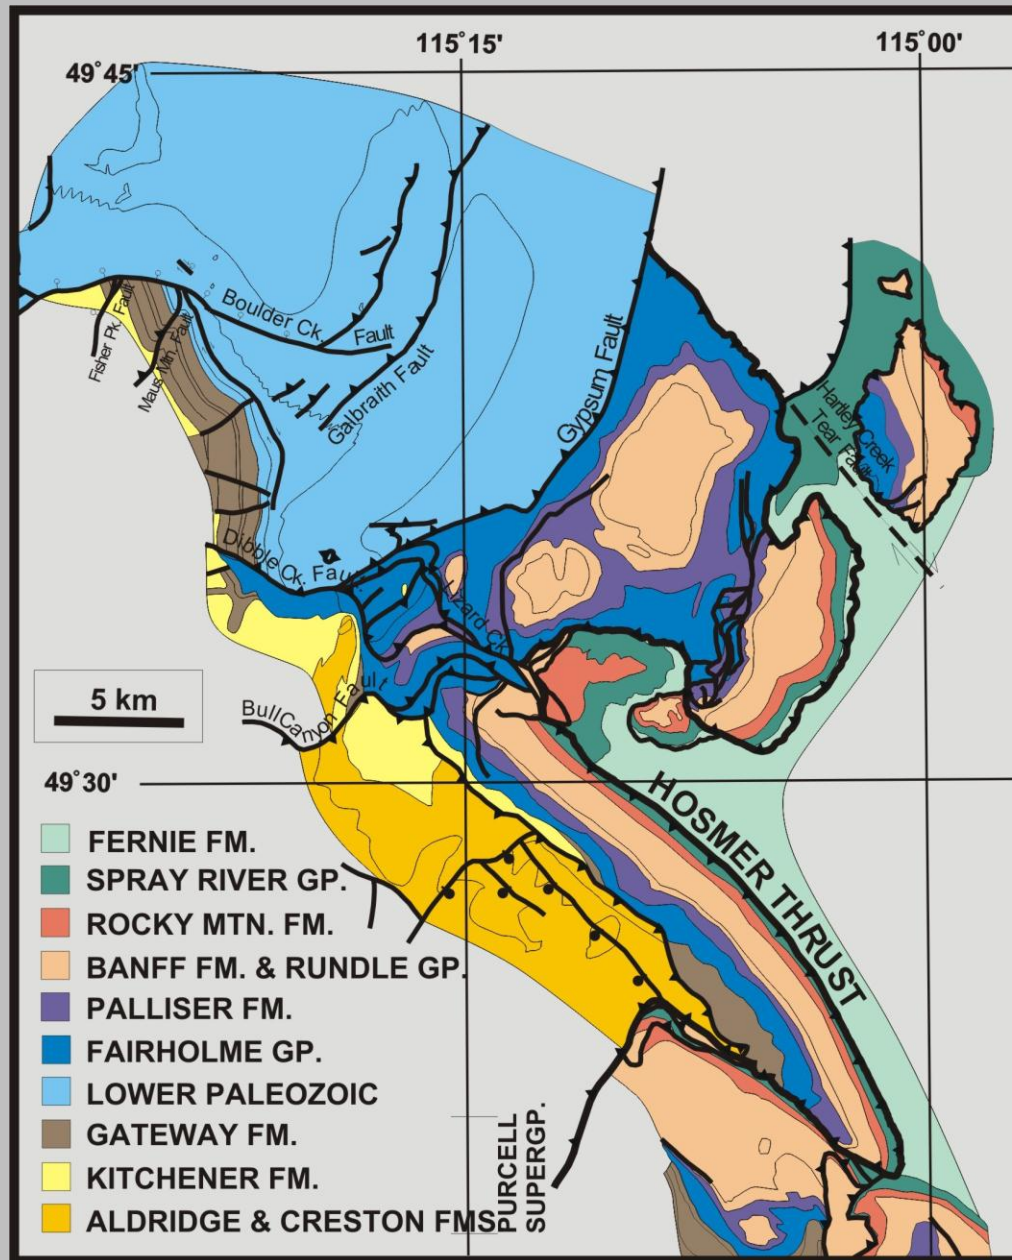 115°15'
115°00'
49°45'
Boulder Ck. Fault
Fisher Pk. Fault
Maus Mtn. Fault
Galbraith Fault
Gypsum Fault
Hartley Creek
Tear Fault
Dibble Ck. Fault
Lizard Ck.
5 km
BullCanyon Fault
49°30'
HOSMER THRUST
FERNIE FM.
SPRAY RIVER GP.
ROCKY MTN. FM.
BANFF FM. & RUNDLE GP.
PALLISER FM.
FAIRHOLME GP.
LOWER PALEOZOIC
GATEWAY FM.
KITCHENER FM.
ALDRIDGE & CRESTON FMS
PURCELL
SUPERGP.